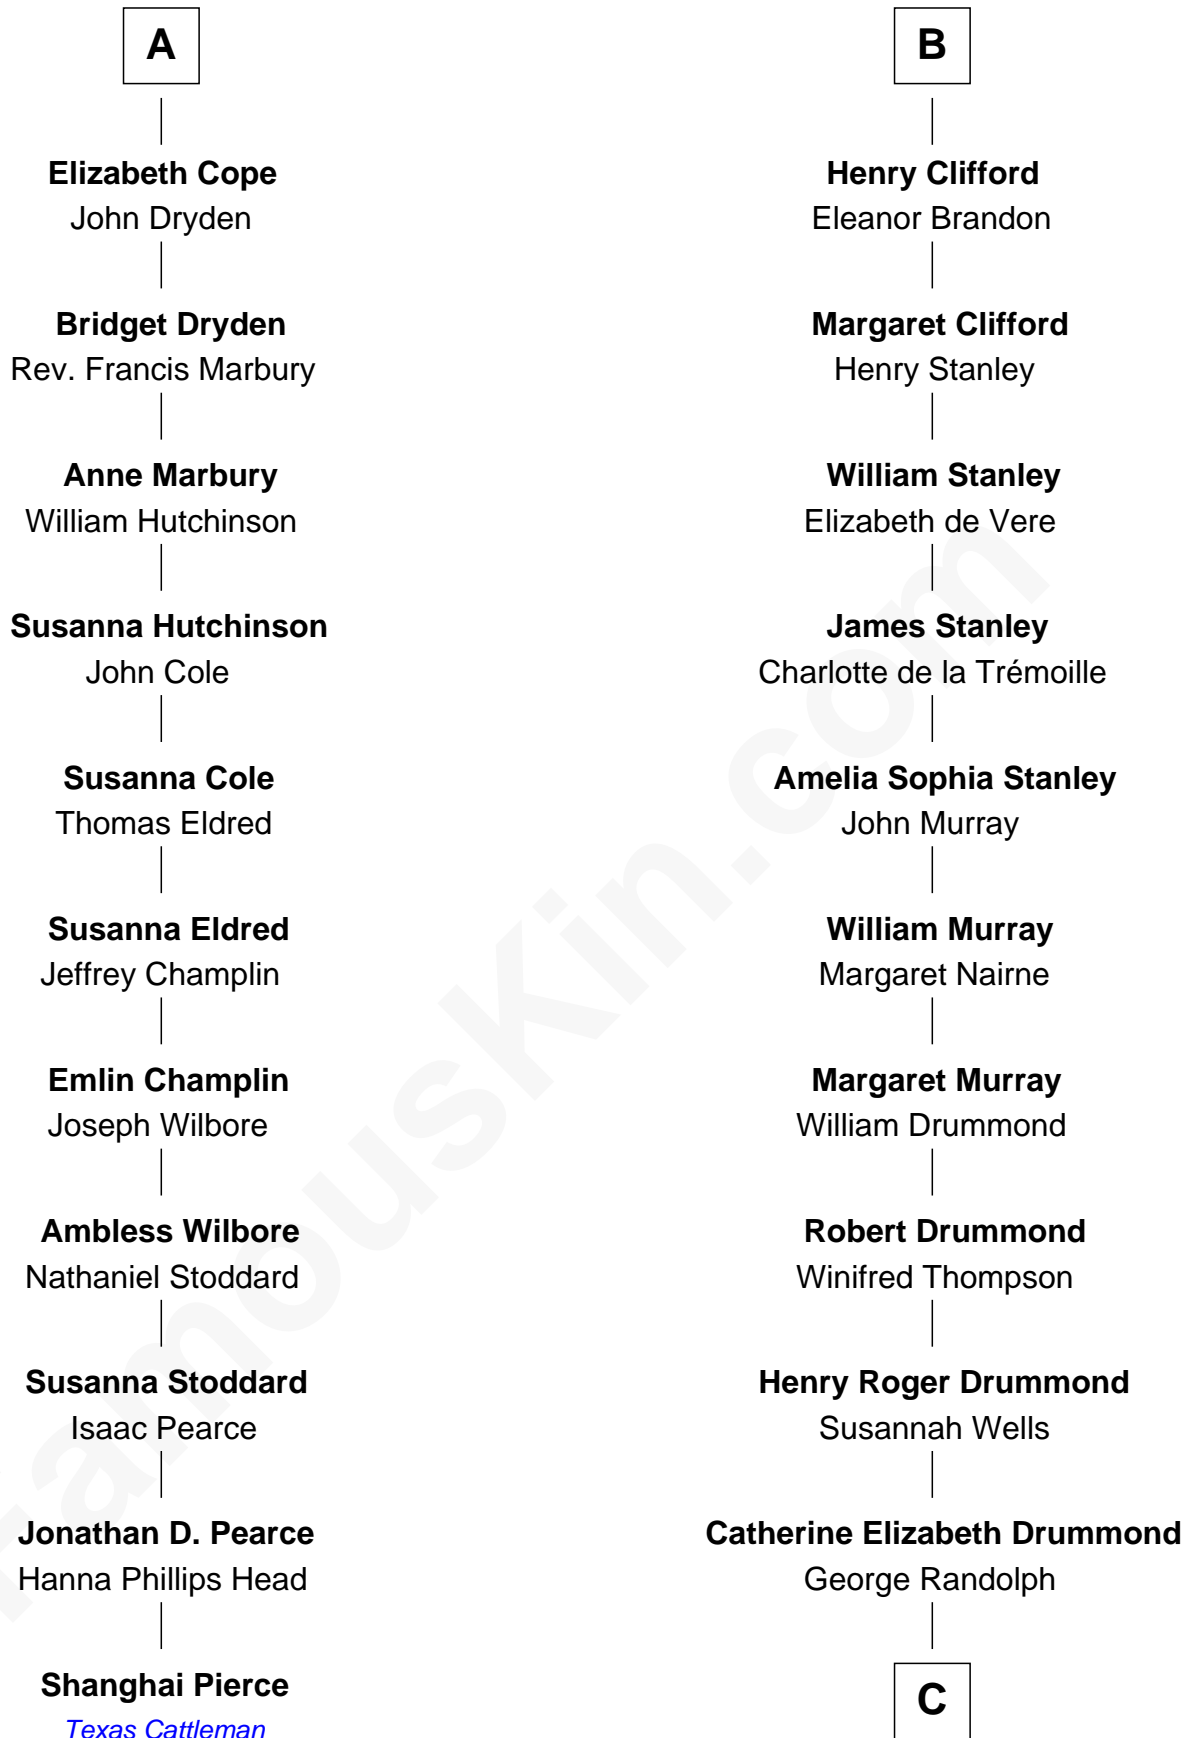 A
Elizabeth Cope
John Dryden
Bridget Dryden
Rev. Francis Marbury
Anne Marbury
William Hutchinson
Susanna Hutchinson
John Cole
Susanna Cole
Thomas Eldred
Susanna Eldred
Jeffrey Champlin
Emlin Champlin
Joseph Wilbore
Ambless Wilbore
Nathaniel Stoddard
Susanna Stoddard
Isaac Pearce
Jonathan D. Pearce
Hanna Phillips Head
Shanghai Pierce
Texas Cattleman
B
Henry Clifford
Eleanor Brandon
Margaret Clifford
Henry Stanley
William Stanley
Elizabeth de Vere
James Stanley
Charlotte de la Trémoille
Amelia Sophia Stanley
John Murray
William Murray
Margaret Nairne
Margaret Murray
William Drummond
Robert Drummond
Winifred Thompson
Henry Roger Drummond
Susannah Wells
Catherine Elizabeth Drummond
George Randolph
C
FamousKin.com